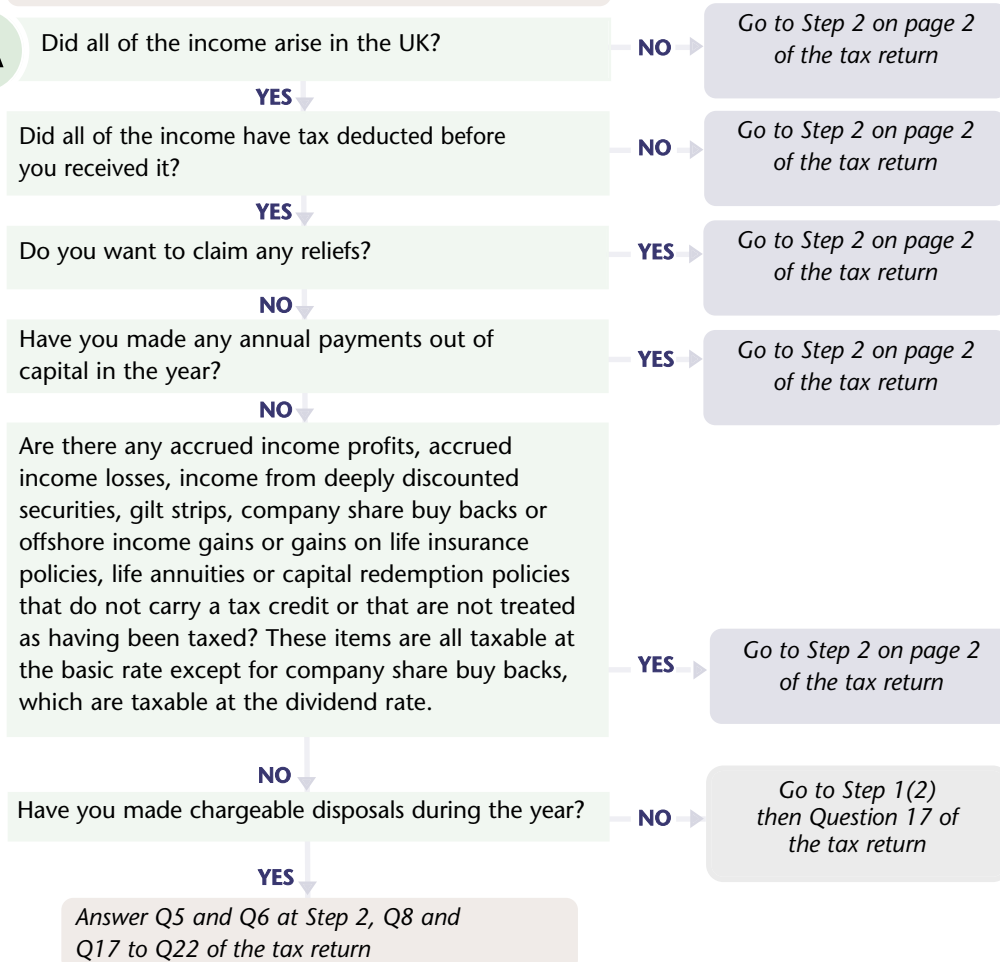 A
Did all of the income arise in the UK?
NO
Go to Step 2 on page 2
of the tax return
YES
Did all of the income have tax deducted before
you received it?
NO
Go to Step 2 on page 2
of the tax return
YES
Do you want to claim any reliefs?
YES
Go to Step 2 on page 2
of the tax return
NO
Have you made any annual payments out of
capital in the year?
YES
Go to Step 2 on page 2
of the tax return
NO
Are there any accrued income profits, accrued
income losses, income from deeply discounted
securities, gilt strips, company share buy backs or
offshore income gains or gains on life insurance
policies, life annuities or capital redemption policies
that do not carry a tax credit or that are not treated
as having been taxed? These items are all taxable at
the basic rate except for company share buy backs,
which are taxable at the dividend rate.
YES
Go to Step 2 on page 2
of the tax return
NO
Have you made chargeable disposals during the year?
NO
Go to Step 1(2)
then Question 17 of
the tax return
YES
Answer Q5 and Q6 at Step 2, Q8 and
Q17 to Q22 of the tax return